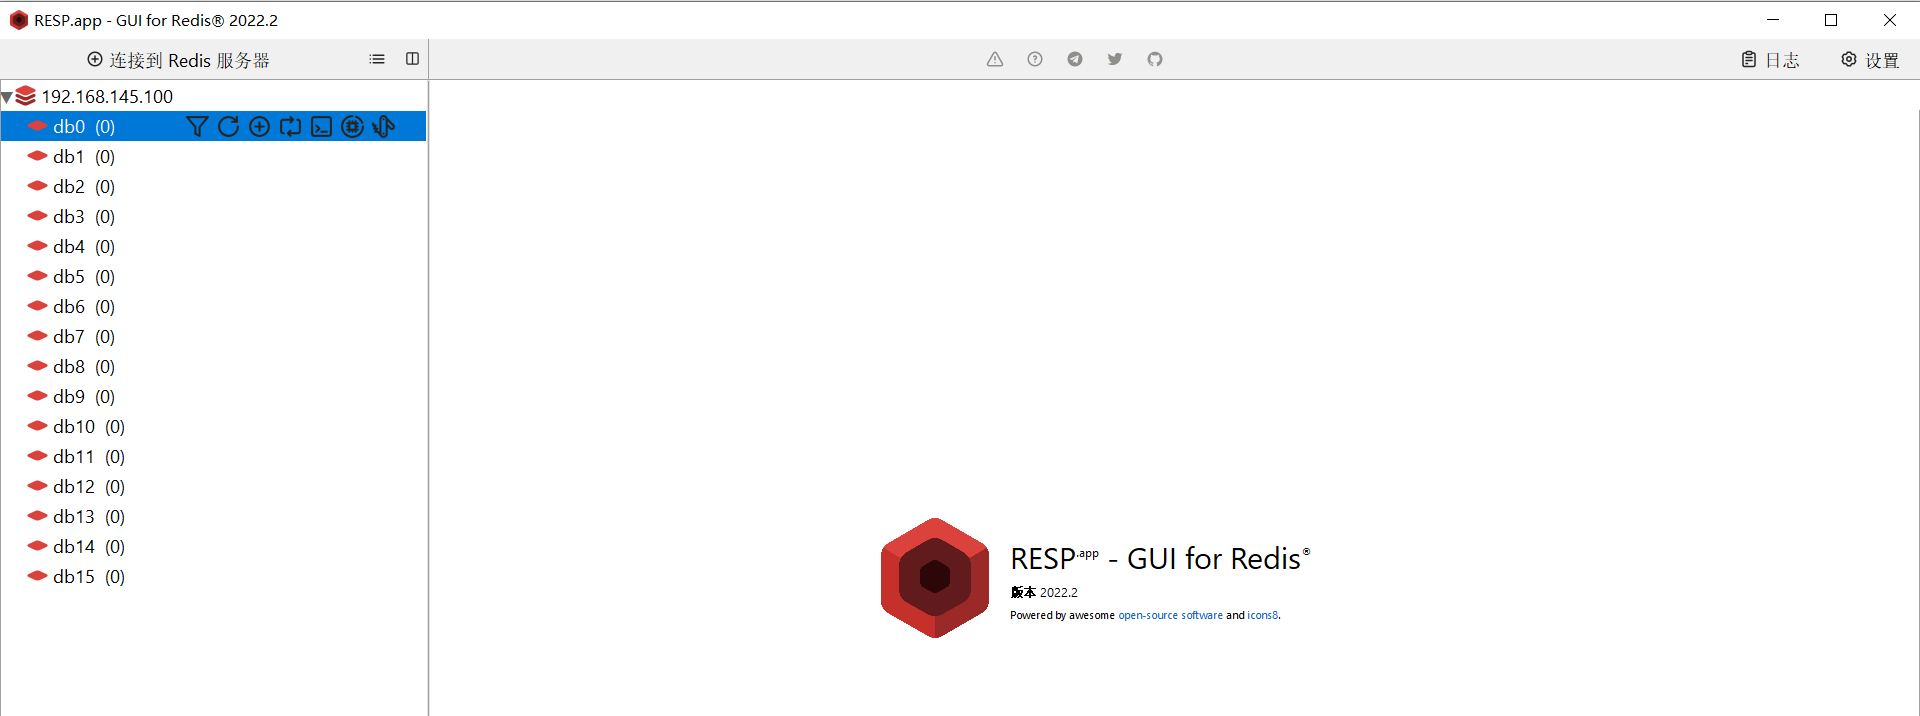 RESP.app - GUI for Redis® 2022.2
连接到 Redis 服务器
日志
设置
192.168.145.100
db0 (0)
db1 (0)
db2 (0)
db3 (0)
db4 (0)
db5 (0)
db6 (0)
db7 (0)
db8 (0)
db9 (0)
db10 (0)
db11 (0)
db12 (0)
db13 (0)
db14 (0)
db15 (0)
RESP.app - GUI for Redis®
版本 2022.2
Powered by awesome open-source software and icons8.